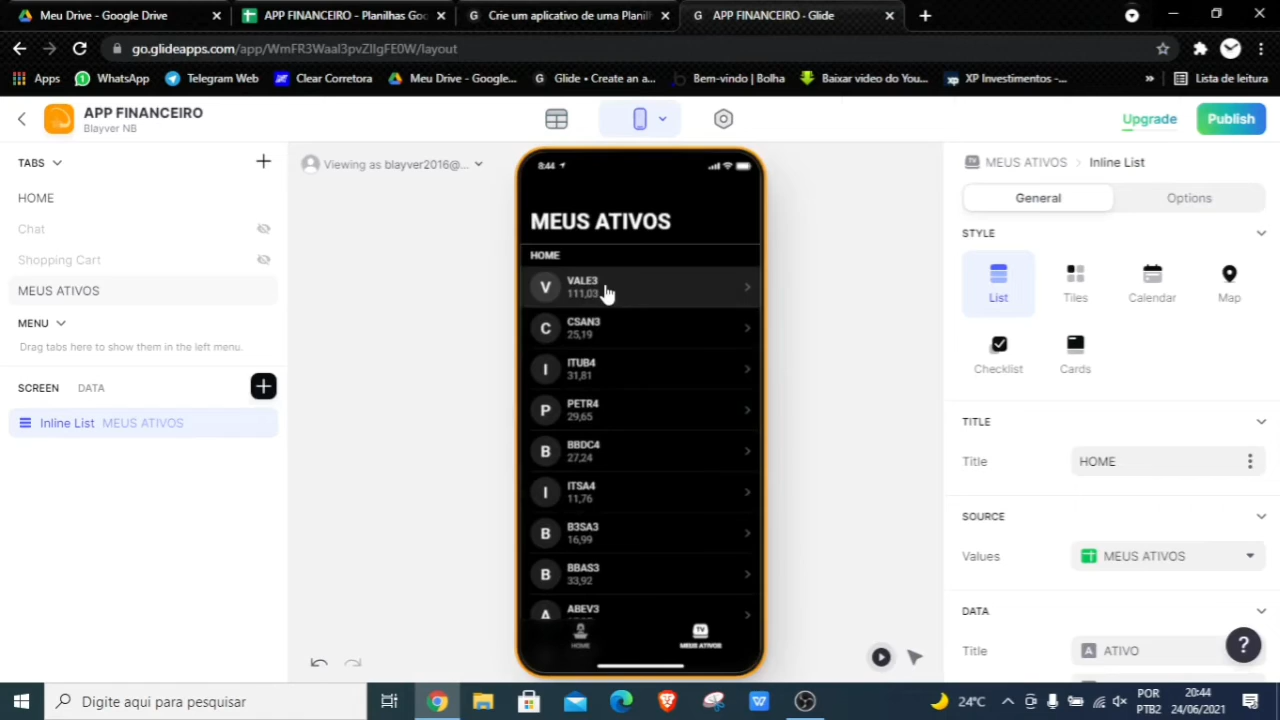 Meu Drive - Google Drive
APP FINANCEIRO - Planilhas Go
Crie um aplicativo de uma Planil
APP FINANCEIRO - Glide
go.glideapps.com/app/WmFR3Waal3pvZIIgFE0W/layout
Apps
WhatsApp
Telegram Web
Clear Corretora
Meu Drive - Google...
Glide • Create an a...
Bem-vindo | Bolha
Baixar video do You...
XP Investimentos -...
»
Lista de leitura
APP FINANCEIRO
Blayver NB
Upgrade
Publish
TABS
HOME
Chat
Shopping Cart
MEUS ATIVOS
MENU
Drag tabs here to show them in the left menu.
SCREEN
DATA
Inline List MEUS ATIVOS
Viewing as blayver2016@...
8:44
MEUS ATIVOS
HOME
V
VALE3
111,03
C
CSAN3
25,19
I
ITUB4
31,81
P
PETR4
29,65
B
BBDC4
27,24
I
ITSA4
11,76
B
B3SA3
16,99
B
BBAS3
33,92
A
ABEV3
HOME
TV
MEUS ATIVOS
MEUS ATIVOS > Inline List
General
Options
STYLE
List
Tiles
Calendar
Map
Checklist
Cards
TITLE
Title
HOME
SOURCE
Values
MEUS ATIVOS
DATA
Title
A ATIVO
?
Digite aqui para pesquisar
24°C
POR
PTB2
20:44
24/06/2021